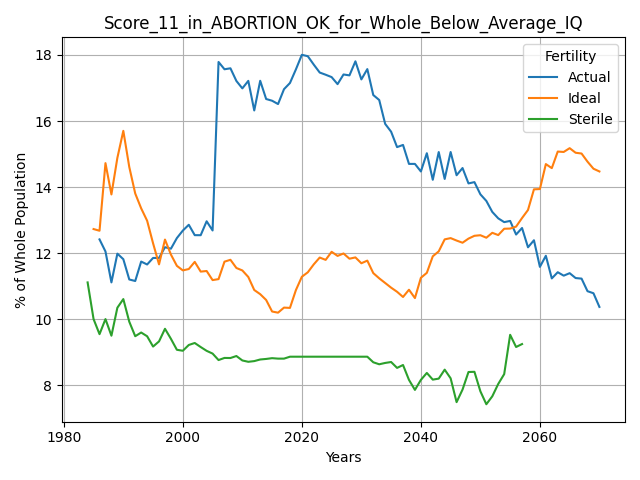 Score_11_in_ABORTION_OK_for_Whole_Below_Average_IQ
% of Whole Population
18
16
14
12
10
8
Fertility
Actual
Ideal
Sterile
1980
2000
2020
2040
2060
Years